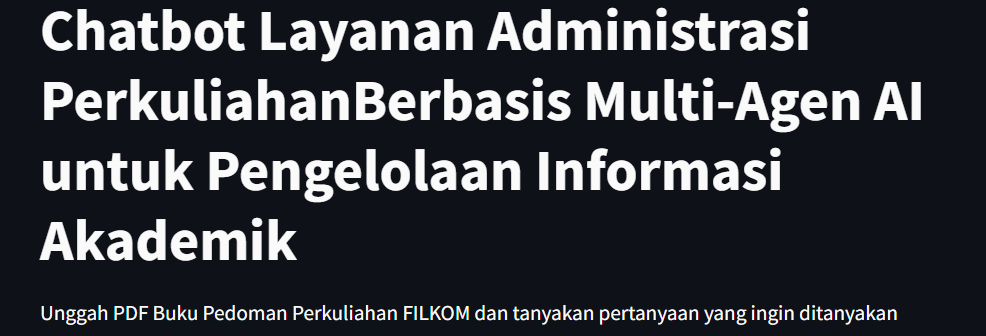 Chatbot Layanan Administrasi
PerkuliahanBerbasis Multi-Agen AI
untuk Pengelolaan Informasi
Akademik
Unggah PDF Buku Pedoman Perkuliahan FILKOM dan tanyakan pertanyaan yang ingin ditanyakan